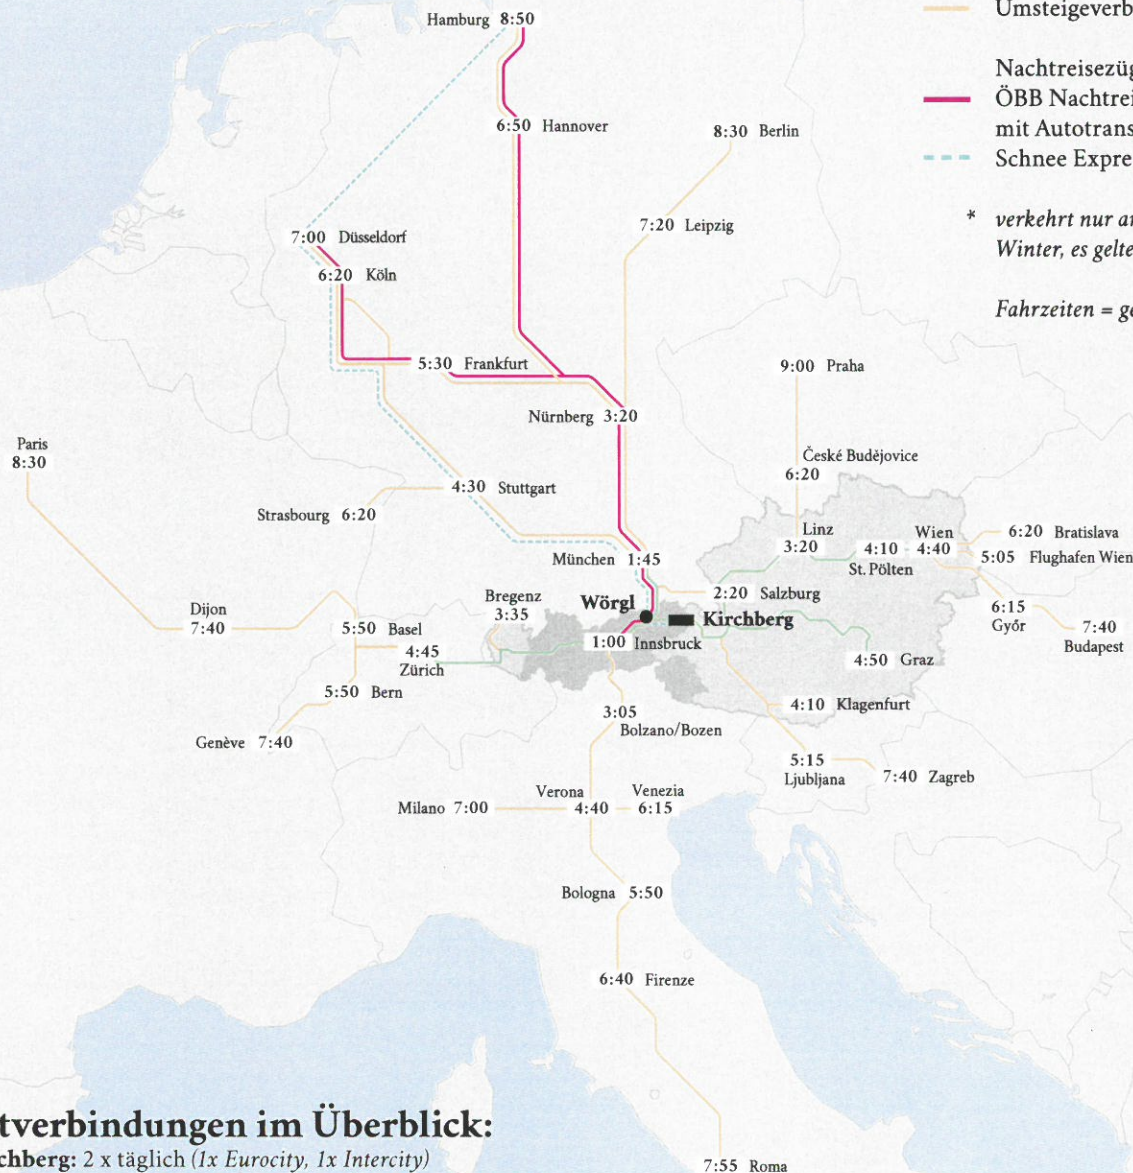 Hamburg 8:50
Umsteigeverb
Nachtreisezüg
ÖBB Nachtrei
mit Autotrans
Schnee Expre
6:50 Hannover
8:30 Berlin
* verkehrt nur a
Winter, es gelte
7:20 Leipzig
7:00 Düsseldorf
6:20 Köln
Fahrzeiten = ge
5:30 Frankfurt
9:00 Praha
Nürnberg 3:20
Paris
8:30
České Budějovice
6:20
4:30 Stuttgart
Strasbourg 6:20
Linz
3:20
Wien
4:10 4:40
St. Pölten
6:20 Bratislava
5:05 Flughafen Wien
München 1:45
2:20 Salzburg
Bregenz
3:35
Wörgl
Kirchberg
Dijon
7:40
6:15
Győr
7:40
Budapest
5:50 Basel
4:45
Zürich
1:00 Innsbruck
4:50 Graz
5:50 Bern
4:10 Klagenfurt
3:05
Bolzano/Bozen
Genève 7:40
5:15
Ljubljana
7:40 Zagreb
Milano 7:00
Verona
4:40
Venezia
6:15
Bologna 5:50
6:40 Firenze
tverbindungen im Überblick:
chberg: 2 x täglich (1x Eurocity, 1x Intercity)
7:55 Roma